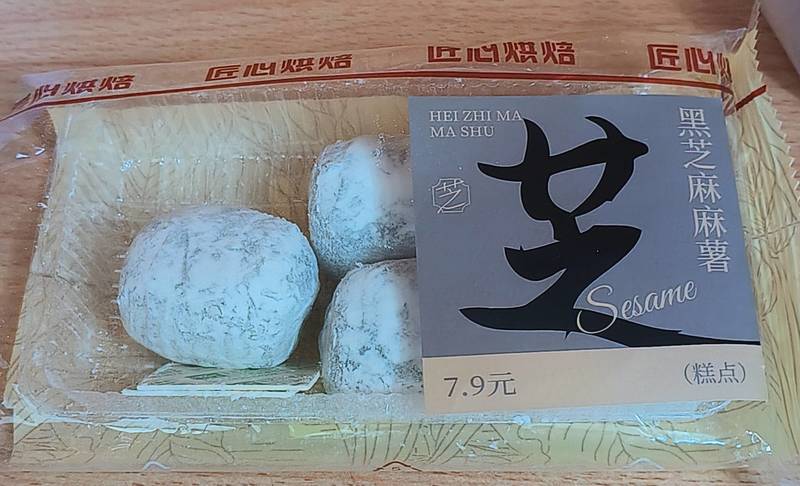 匠心烘焙 匠心烘焙 匠心烘焙 匠心烘焙
HEI ZHI MA
MA SHU
芝
芝
黑芝麻麻薯
Sesame
7.9元
(糕点)